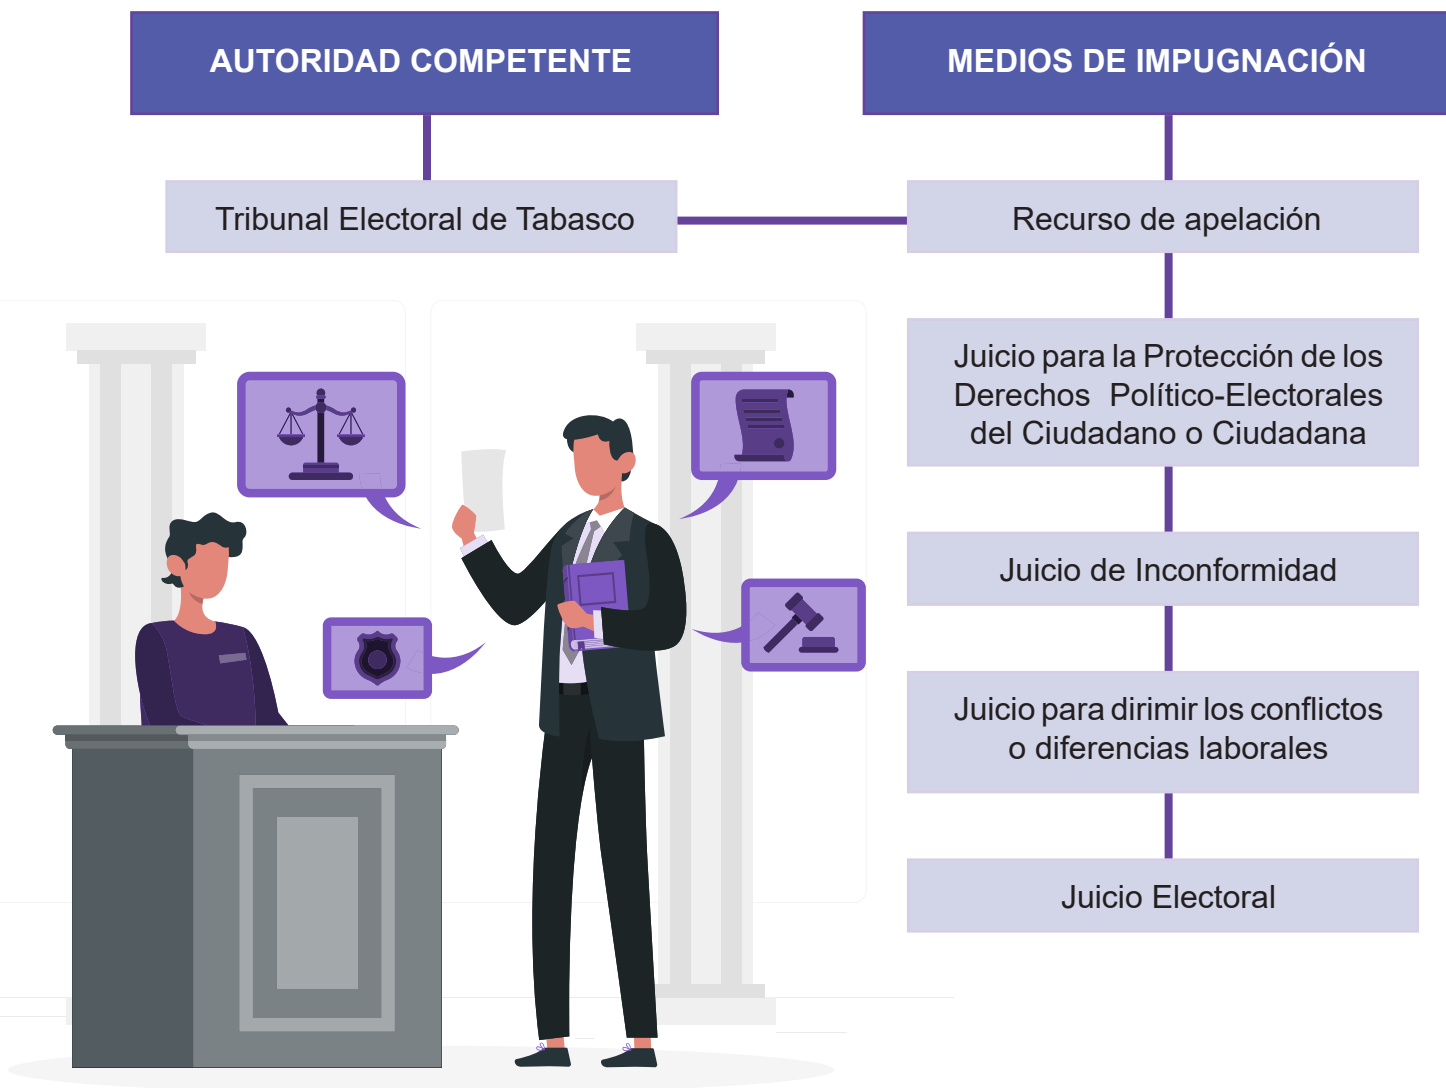 AUTORIDAD COMPETENTE
MEDIOS DE IMPUGNACIÓN
Tribunal Electoral de Tabasco
Recurso de apelación
Juicio para la Protección de los
Derechos Político-Electorales
del Ciudadano o Ciudadana
Juicio de Inconformidad
Juicio para dirimir los conflictos
o diferencias laborales
Juicio Electoral